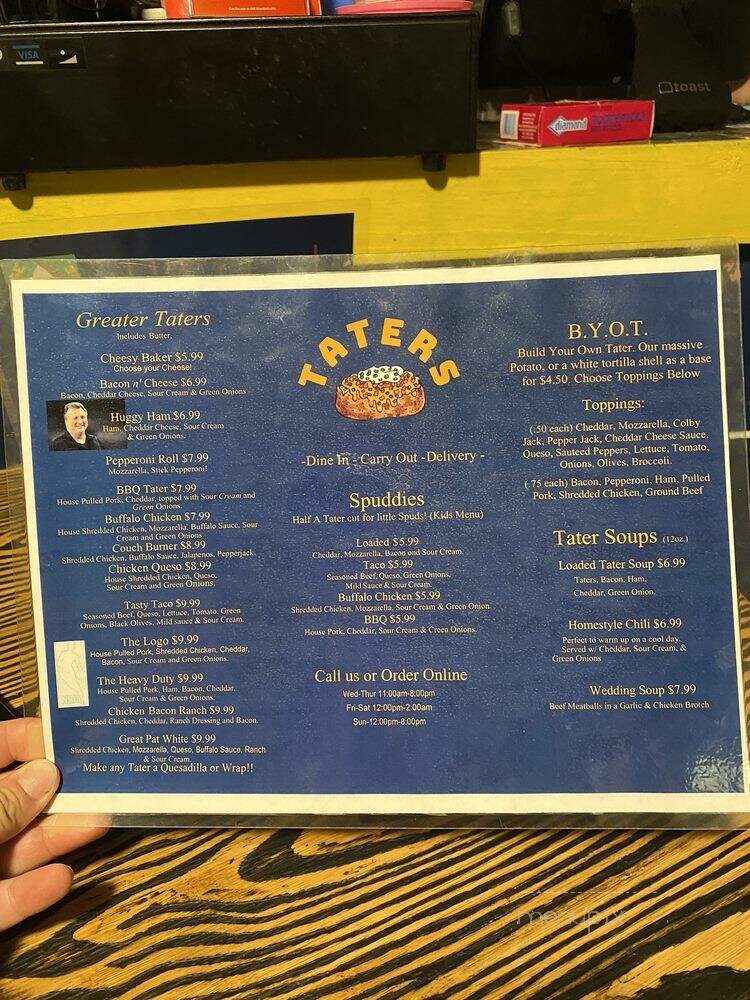 VISA
toast
diamond
Greater Taters
Includes Butter.
Cheesy Baker $5.99
Choose your Cheese!
Bacon n' Cheese $6.99
Bacon, Cheddar Cheese, Sour Cream & Green Onions
Huggy Ham $6.99
Ham, Cheddar Cheese, Sour Cream
& Green Onions.
Pepperoni Roll $7.99
Mozzarella, Stick Pepperoni!
BBQ Tater $7.99
House Pulled Pork, Cheddar, topped with Sour Cream and
Green Onions.
Buffalo Chicken $7.99
House Shredded Chicken, Mozzarella, Buffalo Sauce, Sour
Cream and Green Onions
Couch Burner $8.99
Shredded Chicken, Buffalo Sauce, Jalapenos, Pepperjack.
Chicken Queso $8.99
House Shredded Chicken, Queso,
Sour Cream and Green Onions.
Tasty Taco $9.99
Seasoned Beef, Queso, Lettuce, Tomato, Green
Onions, Black Olives, Mild sauce & Sour Cream.
The Logo $9.99
House Pulled Pork, Shredded Chicken, Cheddar,
Bacon, Sour Cream and Green Onions.
The Heavy Duty $9.99
House Pulled Pork, Ham, Bacon, Cheddar,
Sour Cream & Green Onions.
Chicken Bacon Ranch $9.99
Shredded Chicken, Cheddar, Ranch Dressing and Bacon.
Great Pat White $9.99
Shredded Chicken, Mozzarella, Queso, Buffalo Sauce, Ranch
& Sour Cream.
Make any Tater a Quesadilla or Wrap!!
TATERS
-Dine In - Carry Out -Delivery -
Spuddies
Half A Tater cut for little Spuds! (Kids Menu)
Loaded $5.99
Cheddar, Mozzarella, Bacon and Sour Cream.
Taco $5.99
Seasoned Beef, Queso, Green Onions.
Mild Sauce & Sour Cream.
Buffalo Chicken $5.99
Shredded Chicken, Mozzarella, Sour Cream & Green Onion.
BBQ $5.99
House Pork, Cheddar, Sour Cream & Green Onions.
Call us or Order Online
Wed-Thur 11:00am-8:00pm
Fri-Sat 12:00pm-2:00am
Sun-12:00pm-8:00pm
B.Y.O.T.
Build Your Own Tater. Our massive
Potato, or a white tortilla shell as a base
for $4.50. Choose Toppings Below
Toppings:
(.50 each) Cheddar, Mozzarella, Colby
Jack, Pepper Jack, Cheddar Cheese Sauce,
Queso, Sauteed Peppers, Lettuce, Tomato,
Onions, Olives, Broccoli.
(.75 each) Bacon, Pepperoni. Ham, Pulled
Pork, Shredded Chicken, Ground Beef
Tater Soups (12oz.)
Loaded Tater Soup $6.99
Taters, Bacon, Ham,
Cheddar, Green Onion.
Homestyle Chili $6.99
Perfect to warm up on a cool day.
Served w/ Cheddar, Sour Cream, &
Green Onions
Wedding Soup $7.99
Beef Meatballs in a Garlic & Chicken Brotch
menupix